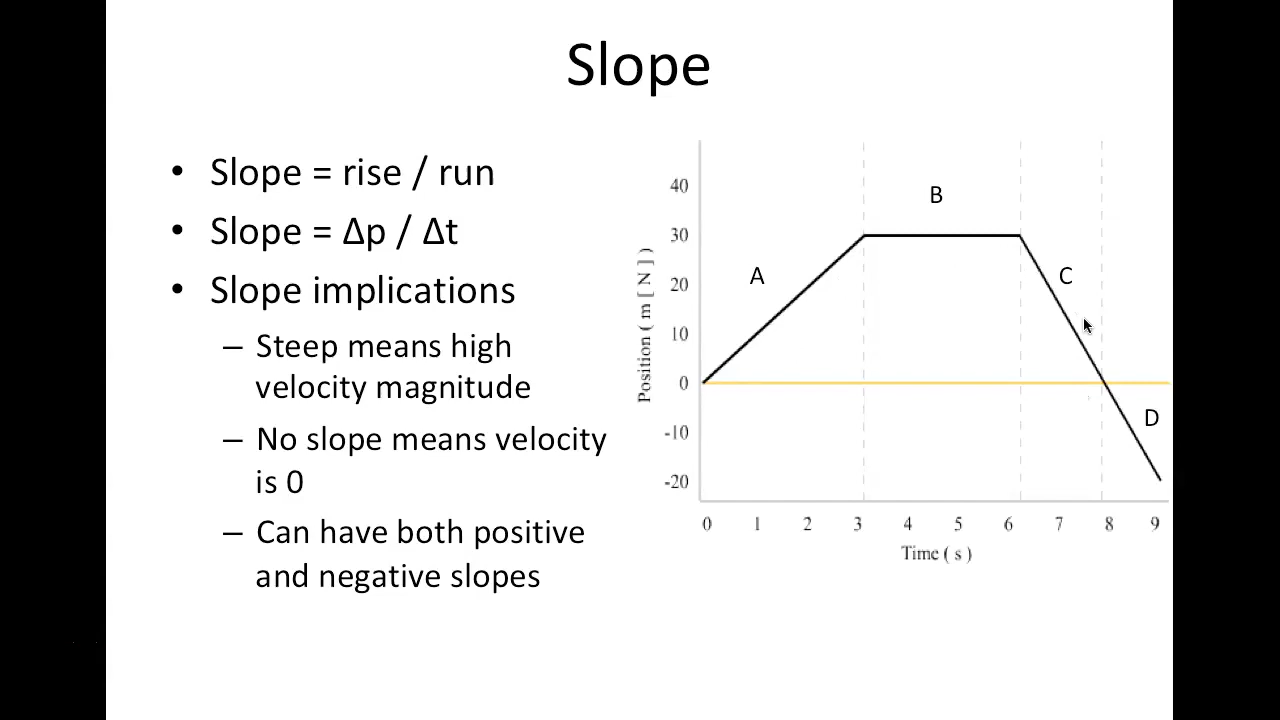 Slope
• Slope = rise / run
• Slope = Δp / Δt
• Slope implications
– Steep means high
velocity magnitude
– No slope means velocity
is 0
– Can have both positive
and negative slopes
Position ( m [ N ] )
40
30
20
10
0
-10
-20
A
B
C
D
0 1 2 3 4 5 6 7 8 9
Time ( s )